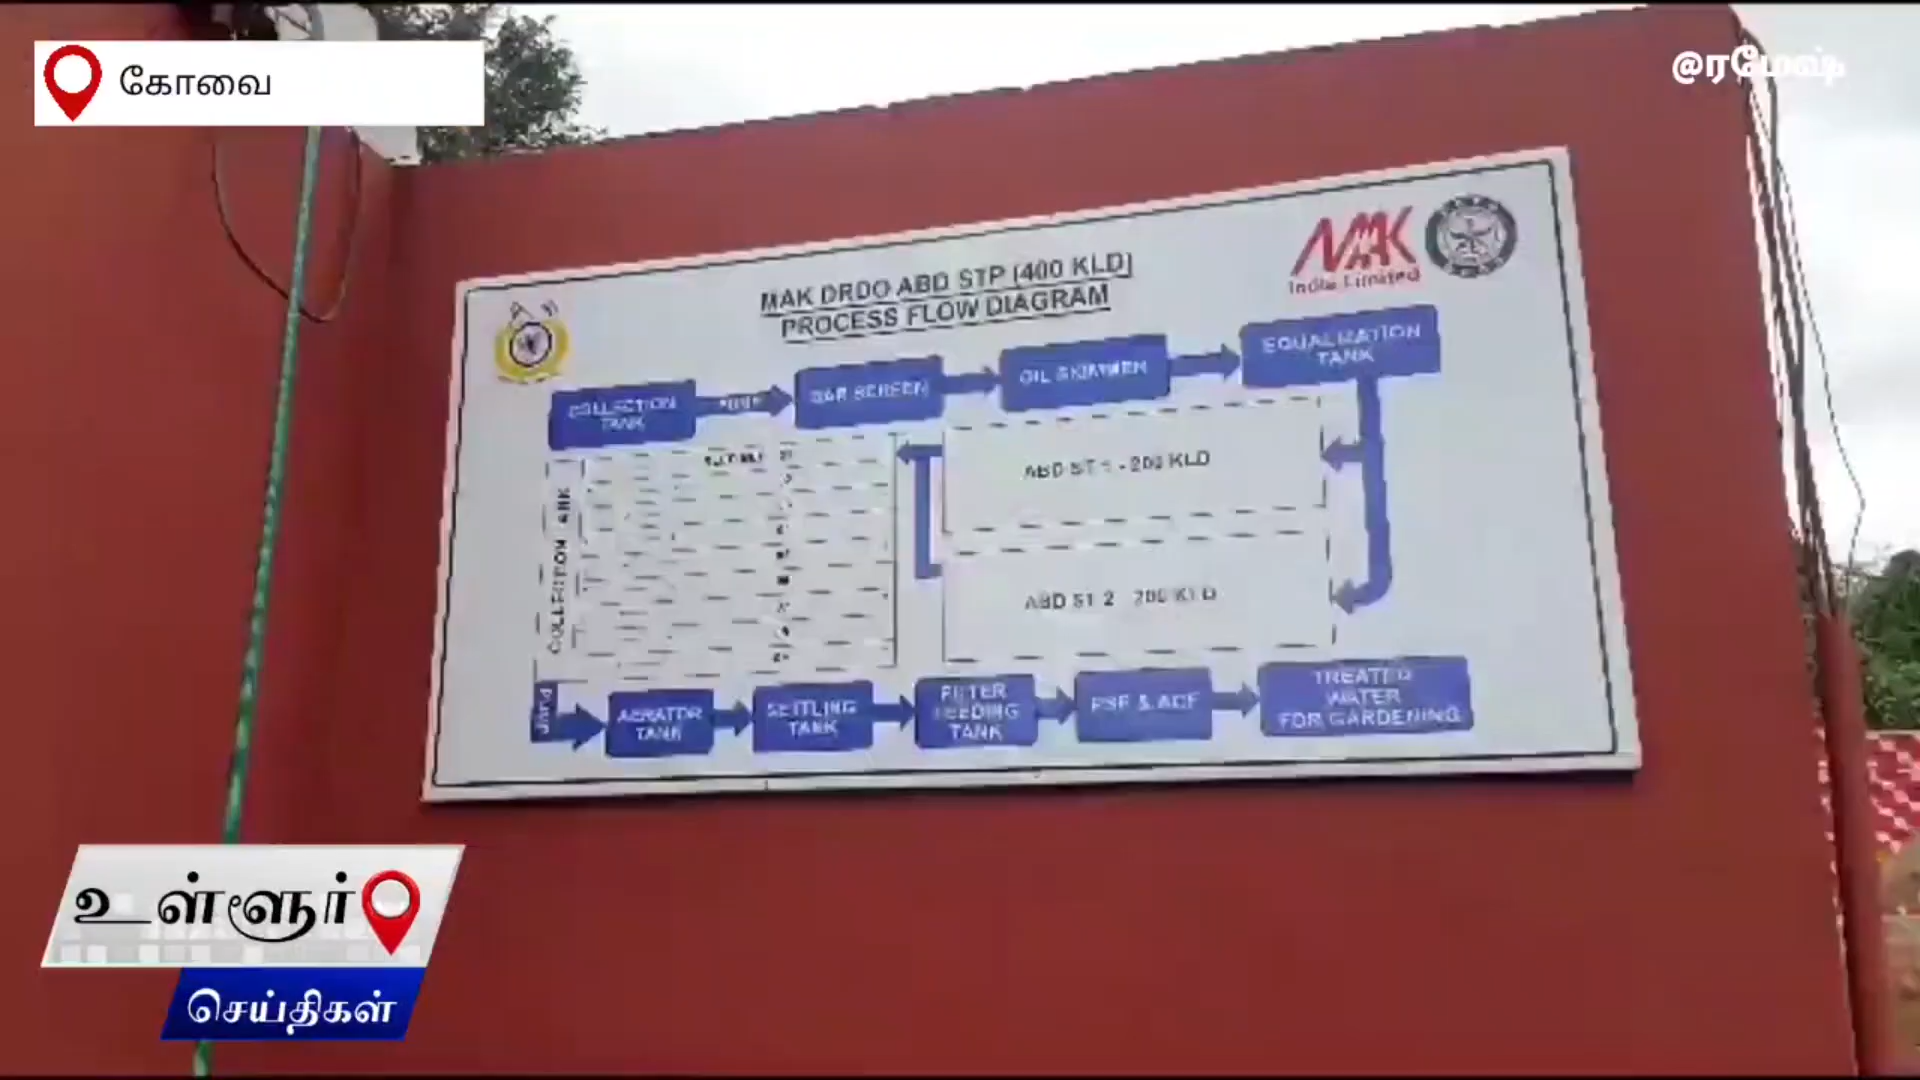 கோவை
@ரமேஷ்
MAK DRDO ABD STP (400 KLD)
PROCESS FLOW DIAGRAM
MAK
India Limited
COLLECTION
TANK
PUMP
BAR SCREEN
OIL SKIMMER
EQUALIZATION
TANK
ABD ST 1 - 200 KLD
ABD ST 2 - 200 KLD
COLLECTION
PUMP
AERATOR
TANK
SETTLING
TANK
FILTER
FEEDING
TANK
PSF & ACF
TREATED
WATER
FOR GARDENING
உள்ளூர்
செய்திகள்